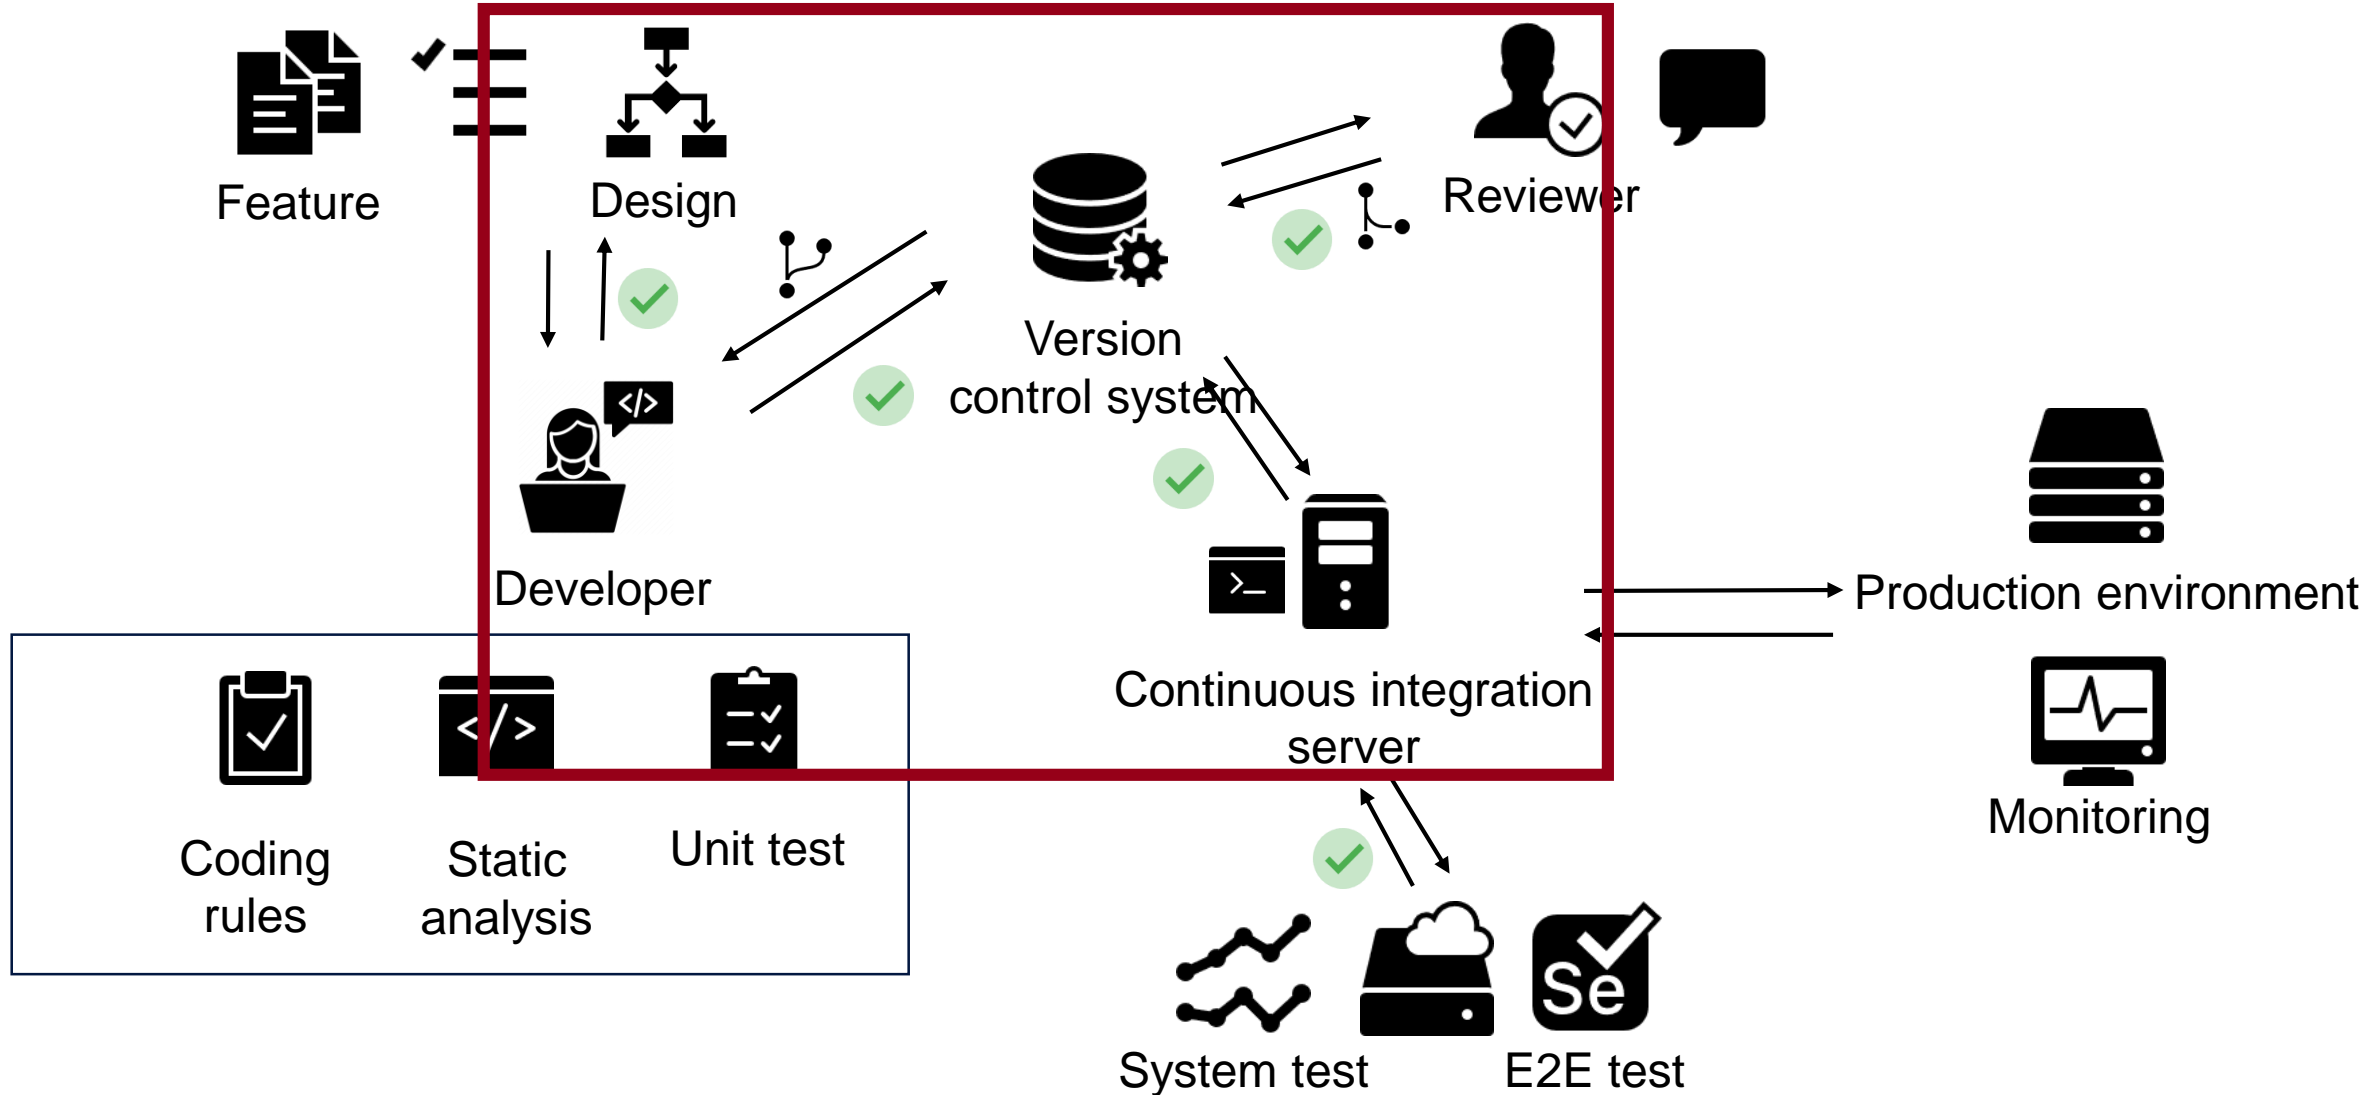 Feature
Design
Reviewer
Version
control system
</>
Developer
>_
Production environment
Continuous integration
server
</>
Monitoring
Coding
rules
Static
analysis
Unit test
Se
System test
E2E test